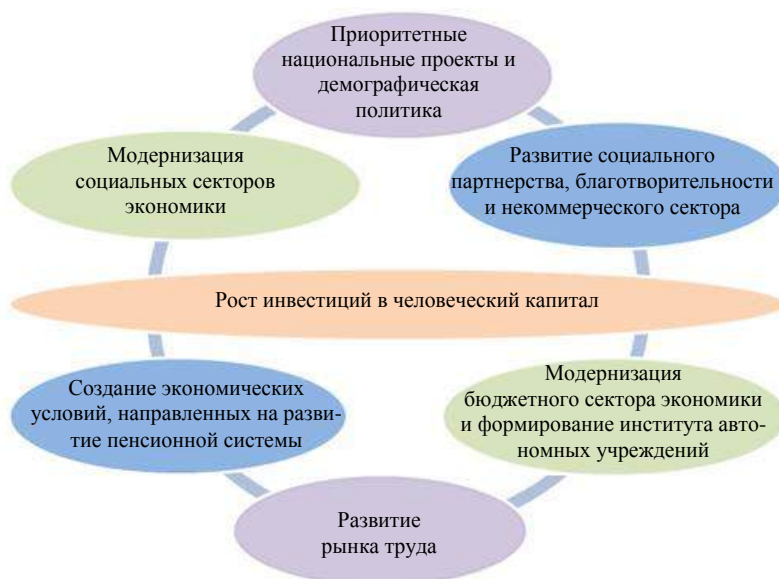 Приоритетные
национальные проекты и
демографическая
политика
Модернизация
социальных секторов
экономики
Развитие социального
партнерства, благотворительности
и некоммерческого сектора
Рост инвестиций в человеческий капитал
Создание экономических
условий, направленных на разви-
тие пенсионной системы
Модернизация
бюджетного сектора экономики
и формирование института авто-
номных учреждений
Развитие
рынка труда